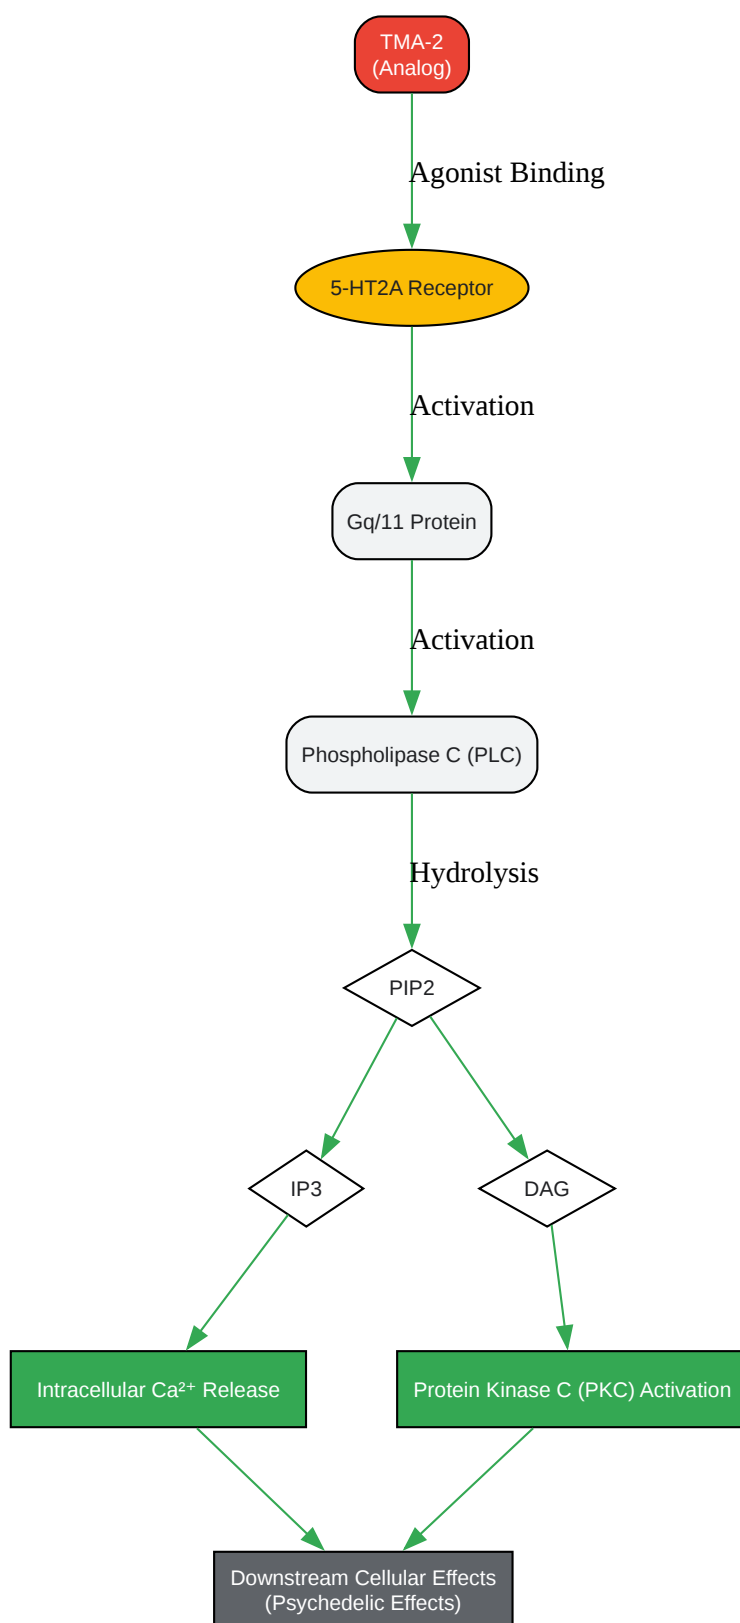 TMA-2
(Analog)
Agonist Binding
5-HT2A Receptor
Activation
Gq/11 Protein
Activation
Phospholipase C (PLC)
Hydrolysis
PIP2
IP3
DAG
Intracellular Ca²⁺ Release
Protein Kinase C (PKC) Activation
Downstream Cellular Effects
(Psychedelic Effects)